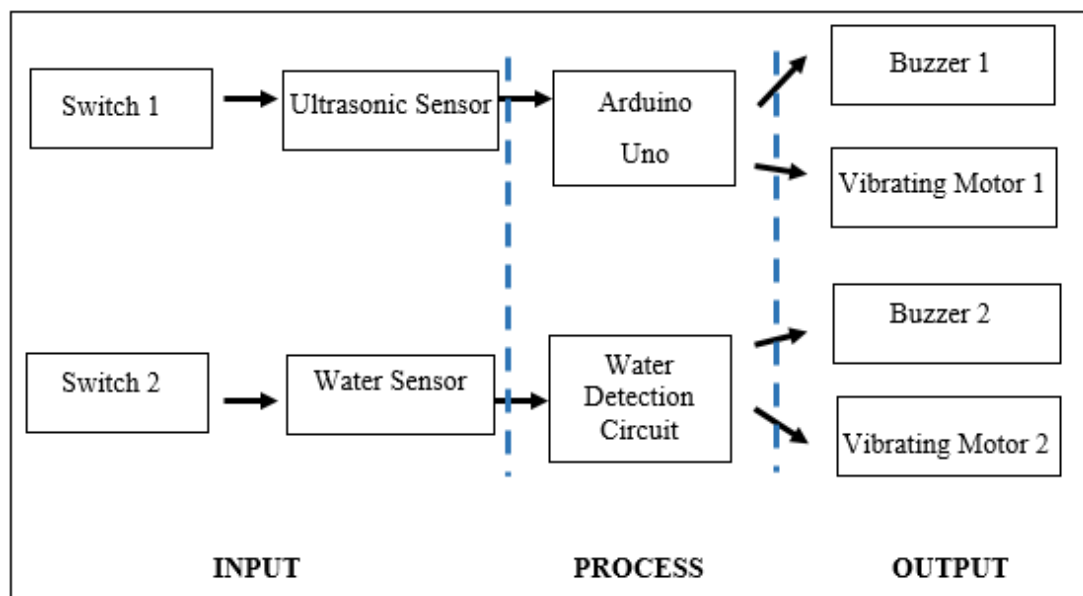 Switch 1
Ultrasonic Sensor
Arduino
Uno
Buzzer 1
Vibrating Motor 1
Switch 2
Water Sensor
Water
Detection
Circuit
Buzzer 2
Vibrating Motor 2
INPUT
PROCESS
OUTPUT